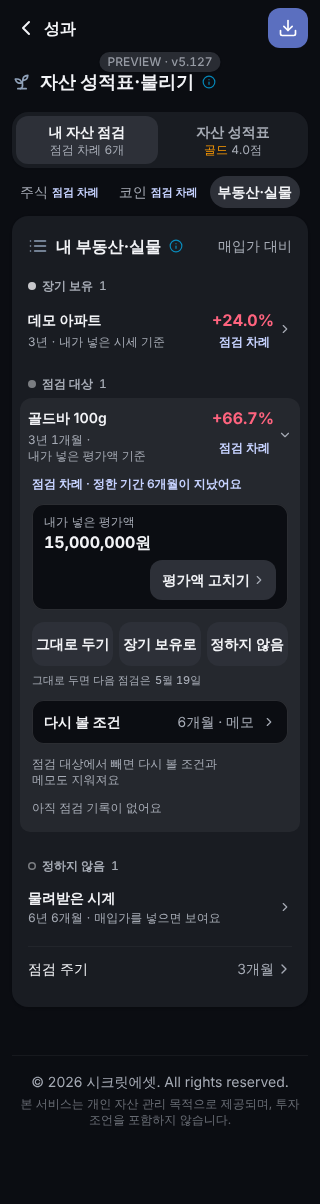 성과
PREVIEW · v5.127
자산 성적표·불리기
내 자산 점검
점검 차례 6개
자산 성적표
골드 4.0점
주식 점검 차례
코인 점검 차례
부동산·실물
내 부동산·실물
매입가 대비
장기 보유 1
데모 아파트
+24.0%
3년 · 내가 넣은 시세 기준
점검 차례
점검 대상 1
골드바 100g
+66.7%
3년 1개월 ·
내가 넣은 평가액 기준
점검 차례
점검 차례 · 정한 기간 6개월이 지났어요
내가 넣은 평가액
15,000,000원
평가액 고치기
그대로 두기
장기 보유로
정하지 않음
그대로 두면 다음 점검은 5월 19일
다시 볼 조건
6개월 · 메모
점검 대상에서 빼면 다시 볼 조건과
메모도 지워져요
아직 점검 기록이 없어요
정하지 않음 1
물려받은 시계
6년 6개월 · 매입가를 넣으면 보여요
점검 주기
3개월
© 2026 시크릿에셋. All rights reserved.
본 서비스는 개인 자산 관리 목적으로 제공되며, 투자
조언을 포함하지 않습니다.